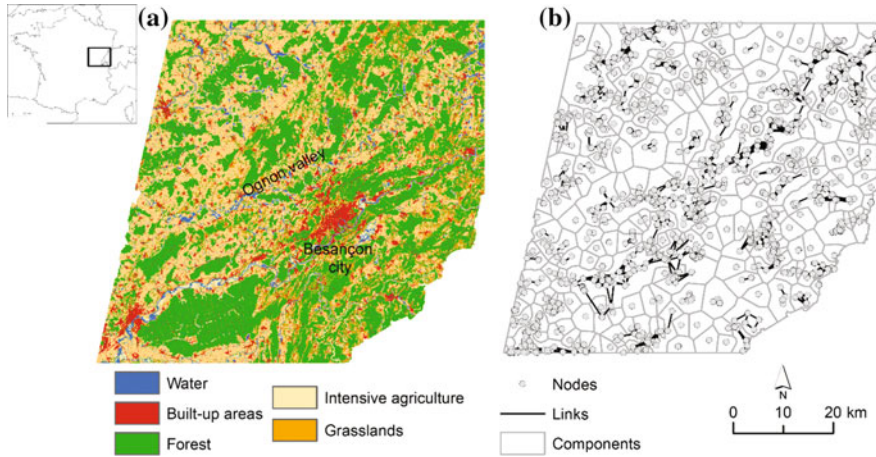 (a)
(b)
Ognon valley
Besançon
city
Water
Built-up areas
Forest
Intensive agriculture
Grasslands
Nodes
Links
Components
N
0 10 20 km